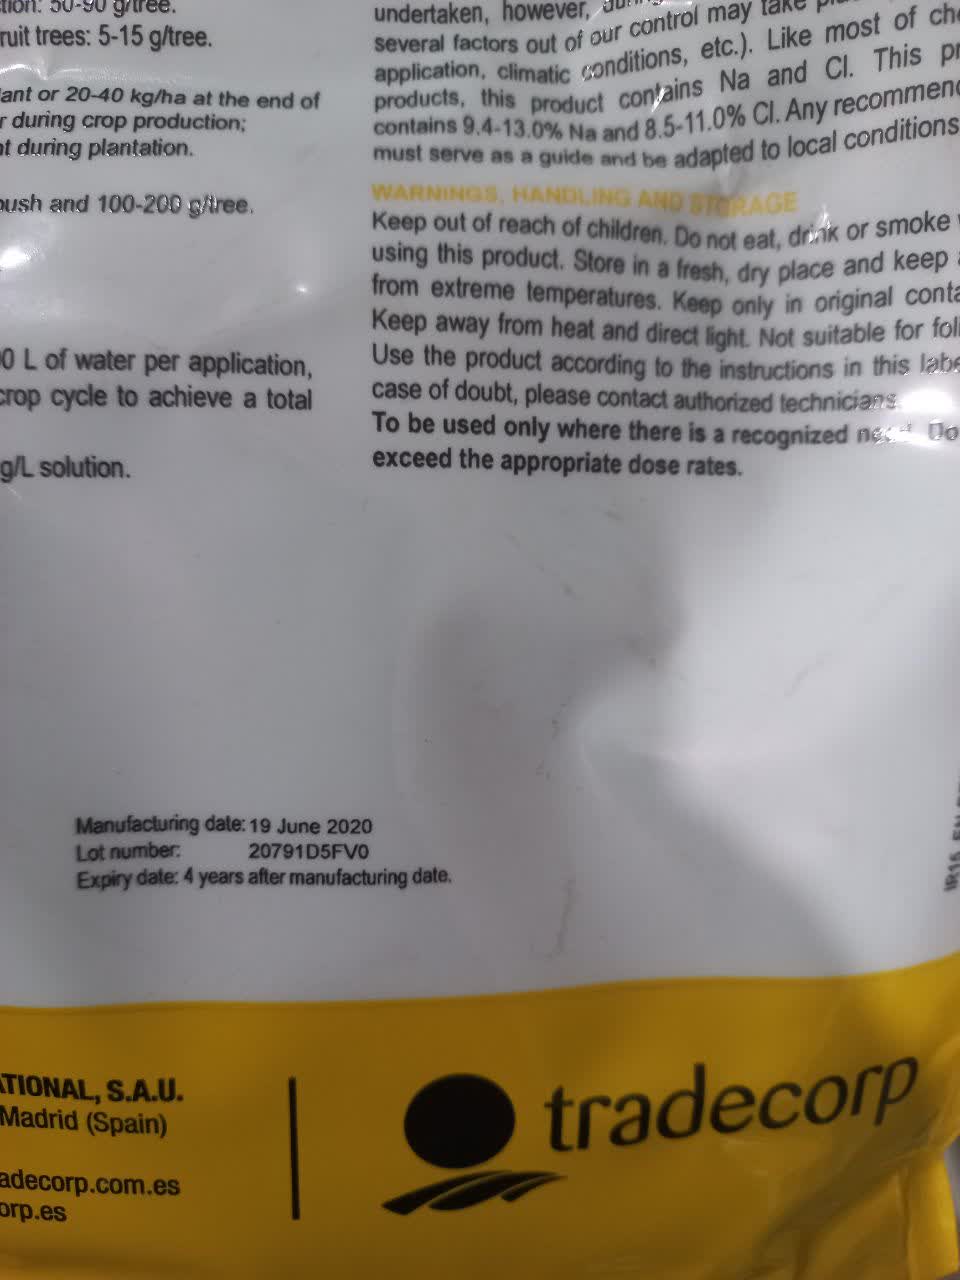 tion: 50-90 g/tree.
ruit trees: 5-15 g/tree.
ant or 20-40 kg/ha at the end of
r during crop production;
t during plantation.
ush and 100-200 g/tree.
0 L of water per application,
crop cycle to achieve a total
g/L solution.
undertaken, however,
several factors out of our control may take
application, climatic conditions, etc.). Like most of
products, this product contains Na and Cl. This
contains 9.4-13.0% Na and 8.5-11.0% Cl. Any
must serve as a guide and be adapted to local conditions
WARNINGS, HANDLING AND STORAGE
Keep out of reach of children. Do not eat, drink or smoke
using this product. Store in a fresh, dry place and keep
from extreme temperatures. Keep only in original
Keep away from heat and direct light. Not suitable for
Use the product according to the instructions in this
case of doubt, please contact authorized technicians.
To be used only where there is a recognized Do
exceed the appropriate dose rates.
Manufacturing date: 19 June 2020
Lot number: 20791D5FV0
Expiry date: 4 years after manufacturing date.
ATIONAL, S.A.U.
Madrid (Spain)
adecorp.com.es
orp.es
tradecorp